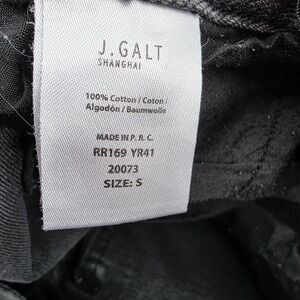 J. GALT
SHANGHAI
100% Cotton / Coton /
Algodón / Baumwolle
MADE IN P. R. C.
RR169 YR41
20073
SIZE: S